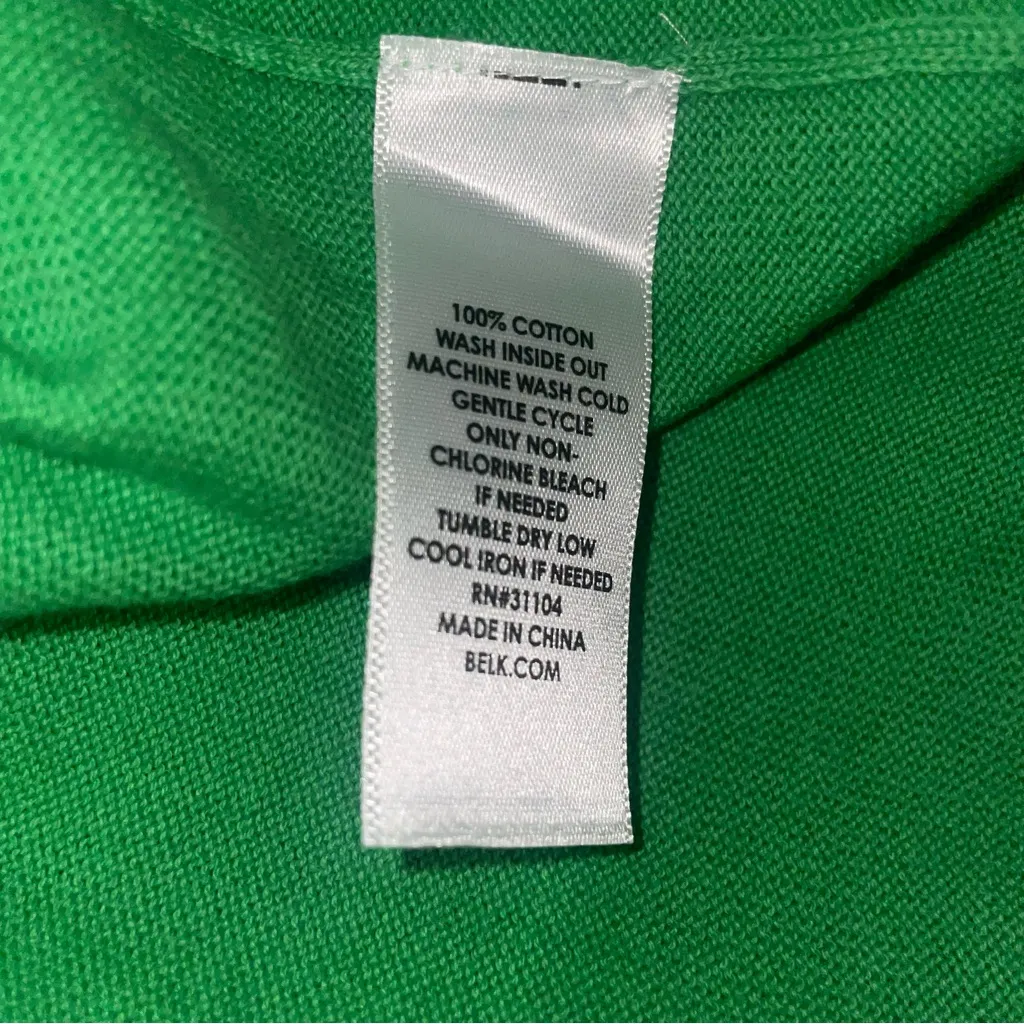 100% COTTON
WASH INSIDE OUT
MACHINE WASH COLD
GENTLE CYCLE
ONLY NON-
CHLORINE BLEACH
IF NEEDED
TUMBLE DRY LOW
COOL IRON IF NEEDED
RN#31104
MADE IN CHINA
BELK.COM